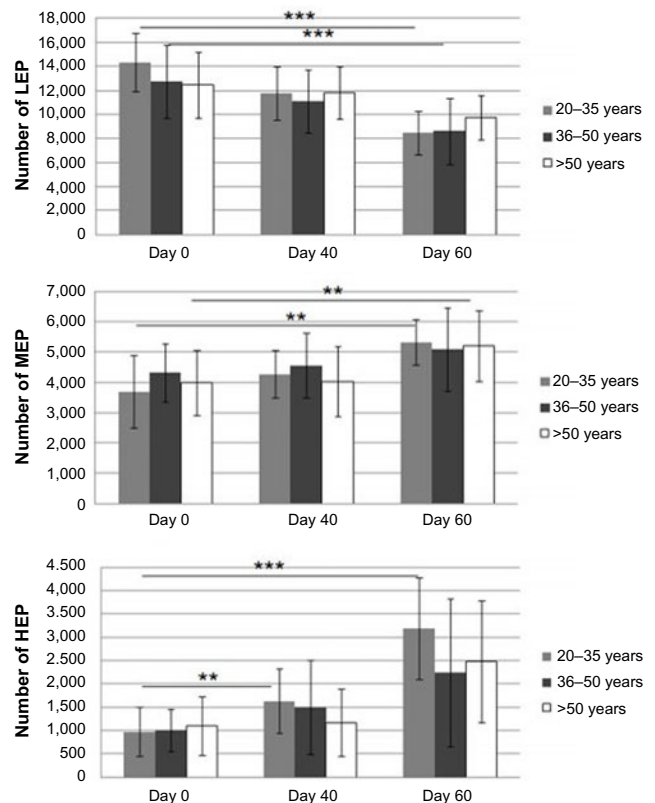 Number of LEP
18,000
16,000
14,000
12,000
10,000
8,000
6,000
4,000
2,000
0
***
***
Day 0
Day 40
Day 60
20–35 years
36–50 years
>50 years
Number of MEP
7,000
6,000
5,000
4,000
3,000
2,000
1,000
0
**
**
Day 0
Day 40
Day 60
20–35 years
36–50 years
>50 years
Number of HEP
4.500
4,000
3.500
3,000
2.500
2,000
1.500
1,000
500
0
***
**
Day 0
Day 40
Day 60
20–35 years
36–50 years
>50 years